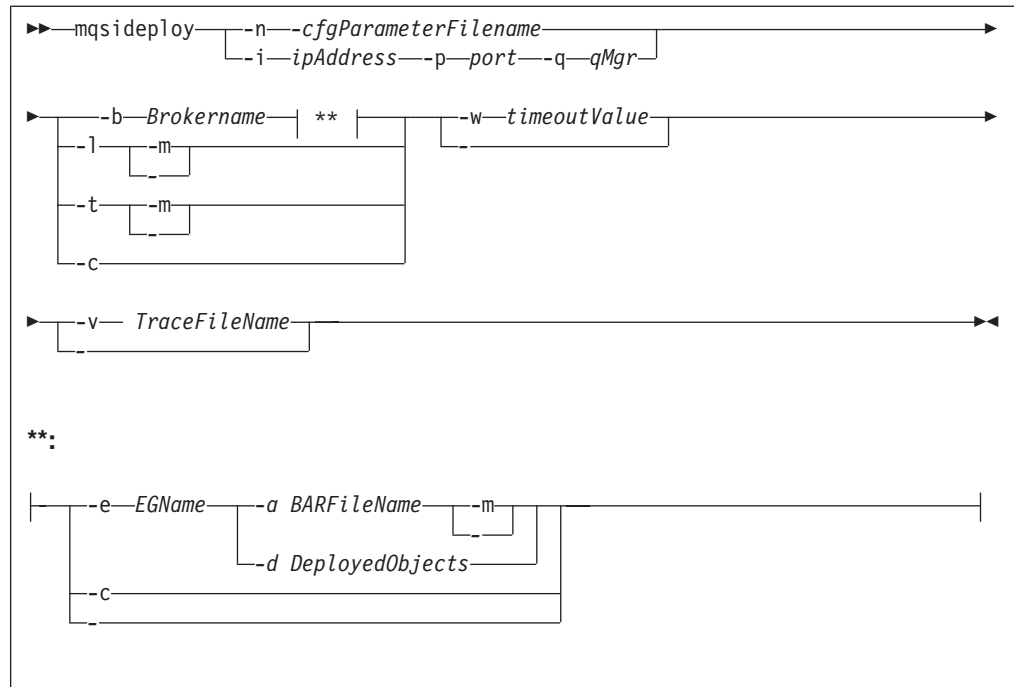 mqsideploy -n -cfgParameterFilename
-i ipAddress -p port -q qMgr
-b Brokername ** -w timeoutValue
-l -m -
-
-t -m
-
-c
-v TraceFileName
-
**:
- -e EGName -a BARFileName -m
-
-d DeployedObjects
-c
-